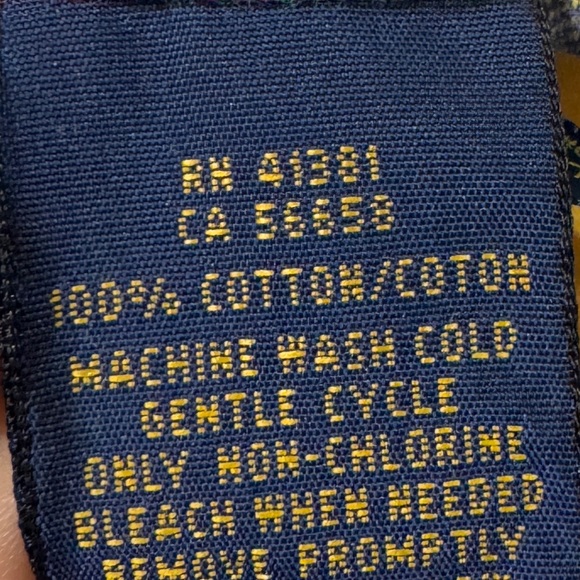 RN 41381
CA 56658
100% COTTON/COTON
MACHINE WASH COLD
GENTLE CYCLE
ONLY NON-CHLORINE
BLEACH WHEN NEEDED
REMOVE PROMPTLY